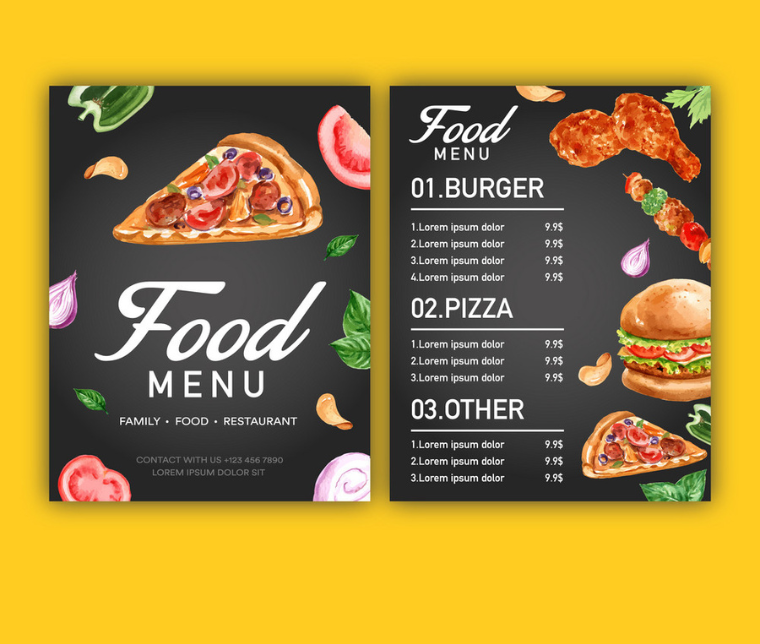 Food
MENU
FAMILY • FOOD • RESTAURANT
CONTACT WITH US +123 456 7890
LOREM IPSUM DOLOR SIT
Food
MENU
01.BURGER
1.Lorem ipsum dolor 9.9$
2.Lorem ipsum dolor 9.9$
3.Lorem ipsum dolor 9.9$
4.Lorem ipsum dolor 9.9$
02.PIZZA
1.Lorem ipsum dolor 9.9$
2.Lorem ipsum dolor 9.9$
3.Lorem ipsum dolor 9.9$
03.OTHER
1.Lorem ipsum dolor 9.9$
2.Lorem ipsum dolor 9.9$
3.Lorem ipsum dolor 9.9$